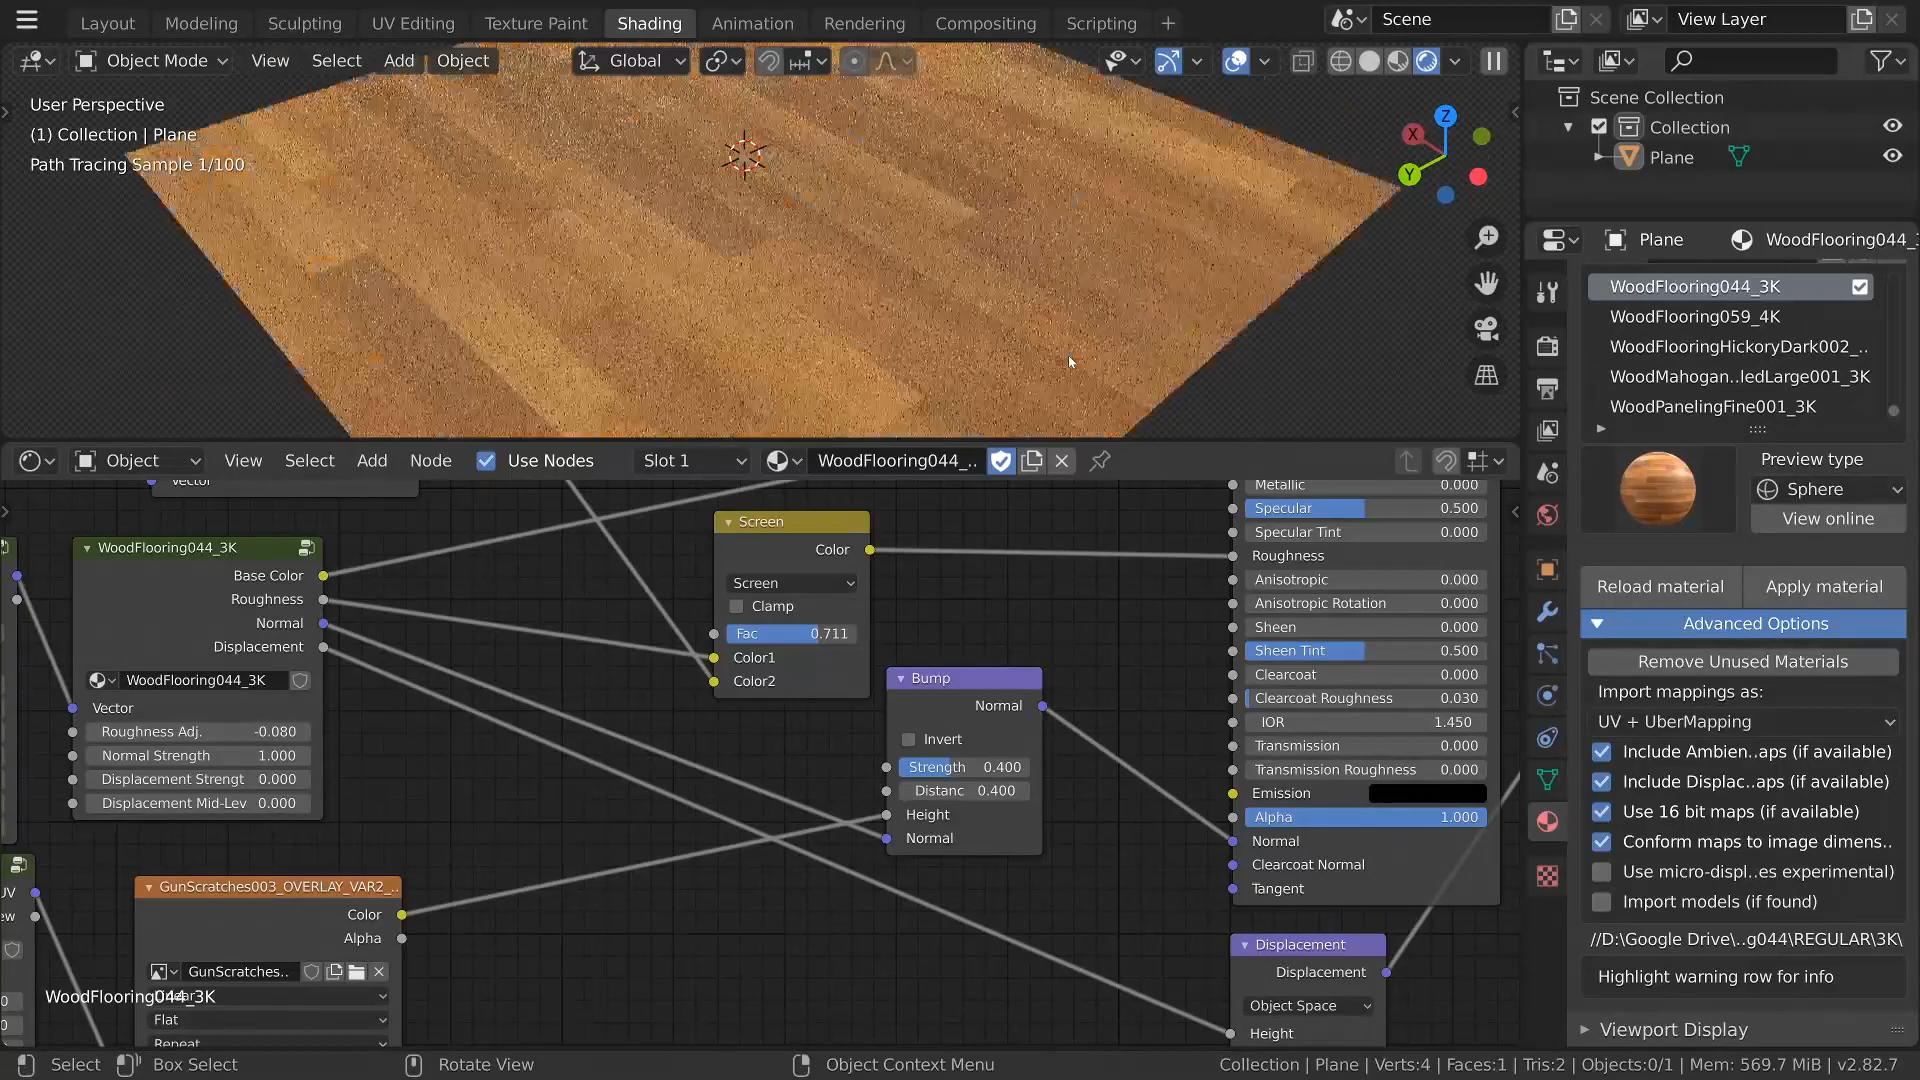 Layout Modeling Sculpting UV Editing Texture Paint Shading Animation Rendering Compositing Scripting + Scene View Layer
Object Mode View Select Add Object Global
User Perspective
(1) Collection | Plane
Path Tracing Sample 1/100
Z
X
Y
Scene Collection
Collection
Plane
Plane WoodFlooring044_3
WoodFlooring044_3K
WoodFlooring059_4K
WoodFlooringHickoryDark002_..
WoodMahogan..ledLarge001_3K
WoodPanelingFine001_3K
Preview type
Sphere
View online
Reload material Apply material
Advanced Options
Remove Unused Materials
Import mappings as:
UV + UberMapping
Include Ambien..aps (if available)
Include Displac..aps (if available)
Use 16 bit maps (if available)
Conform maps to image dimens..
Use micro-displ..es experimental)
Import models (if found)
//D:\Google Drive\..g044\REGULAR\3K\
Highlight warning row for info
Viewport Display
Object View Select Add Node Use Nodes Slot 1 WoodFlooring044_..
Vector
WoodFlooring044_3K
Base Color
Roughness
Normal
Displacement
WoodFlooring044_3K
Vector
Roughness Adj. -0.080
Normal Strength 1.000
Displacement Strengt 0.000
Displacement Mid-Lev 0.000
Screen
Color
Screen
Clamp
Fac 0.711
Color1
Color2
Bump
Normal
Invert
Strength 0.400
Distanc 0.400
Height
Normal
Metallic 0.000
Specular 0.500
Specular Tint 0.000
Roughness
Anisotropic 0.000
Anisotropic Rotation 0.000
Sheen 0.000
Sheen Tint 0.500
Clearcoat 0.000
Clearcoat Roughness 0.030
IOR 1.450
Transmission 0.000
Transmission Roughness 0.000
Emission
Alpha 1.000
Normal
Clearcoat Normal
Tangent
Displacement
Displacement
Object Space
Height
UV
ew
0
0
GunScratches003_OVERLAY_VAR2_..
Color
Alpha
GunScratches..
Linear
Flat
Repeat
WoodFlooring044_3K
Select Box Select Rotate View Object Context Menu Collection | Plane | Verts:4 | Faces:1 | Tris:2 | Objects:0/1 | Mem: 569.7 MiB | v2.82.7